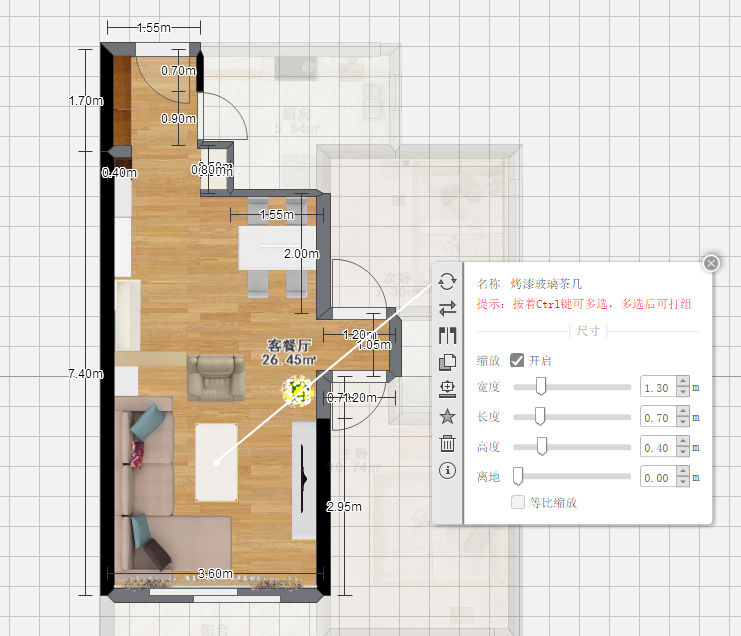 1.55m
0.70m
1.70m
0.90m
厨房
5.54㎡
0.80m
0.40m
1.55m
2.00m
次卧
1.20m
1.05m
客餐厅
26.45㎡
7.40m
0.71
1.20m
主卧
10.74㎡
2.95m
3.60m
阳台
名称 烤漆玻璃茶几
提示: 按着Ctrl键可多选, 多选后可打组
尺寸
缩放 开启
宽度 1.30 m
长度 0.70 m
高度 0.40 m
离地 0.00 m
等比缩放